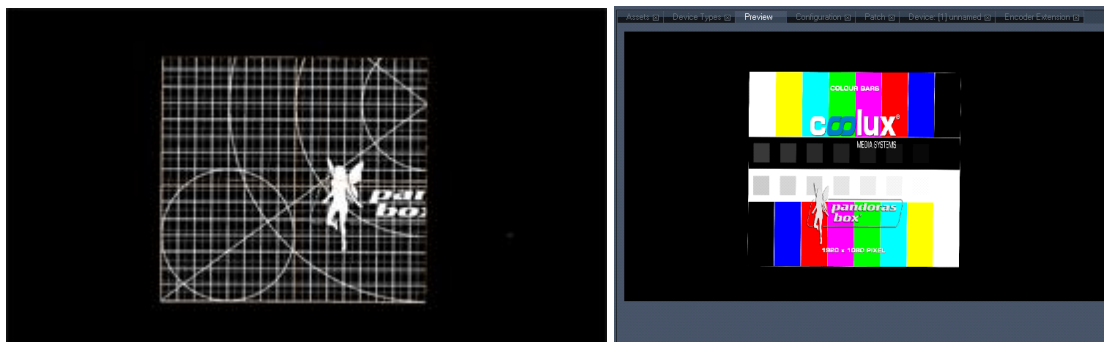 pan
box
Assets
Device Types
Preview
Configuration
Patch
Device: [1] unnamed
Encoder Extension
COLOUR BARS
coolux®
MEDIA SYSTEMS
pandoras
box
1920 x 1080 PIXEL